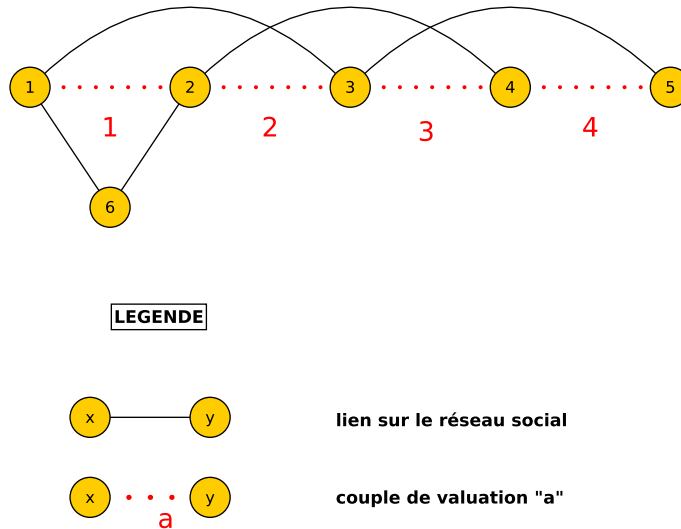 1 2 3 4 5
1 2 3 4
6
LEGENDE
x y lien sur le réseau social
x y couple de valuation "a"
a